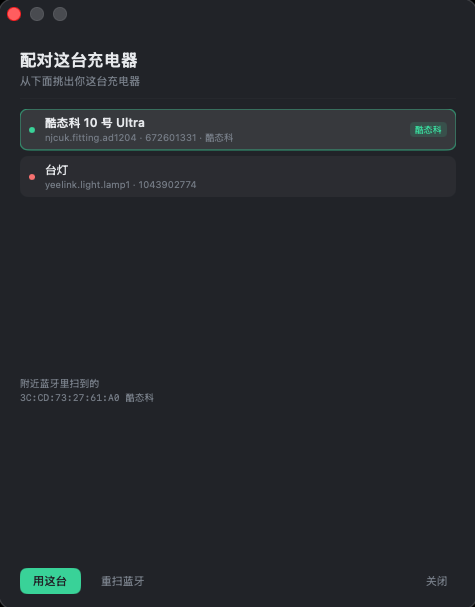 配对这台充电器
从下面挑出你这台充电器
酷态科 10 号 Ultra
njcuk.fitting.ad1204 · 672601331 · 酷态科
酷态科
台灯
yeelink.light.lamp1 · 1043902774
附近蓝牙里扫到的
3C:CD:73:27:61:A0 酷态科
用这台
重扫蓝牙
关闭